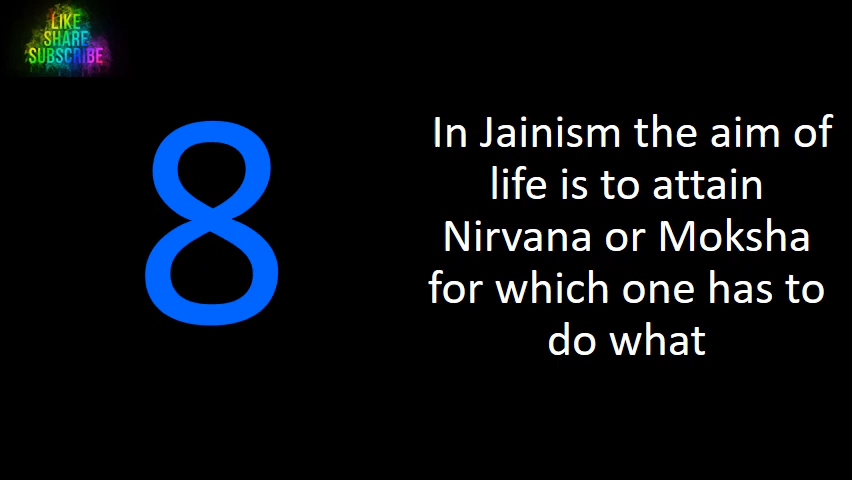 LIKE
SHARE
SUBSCRIBE
8
In Jainism the aim of
life is to attain
Nirvana or Moksha
for which one has to
do what